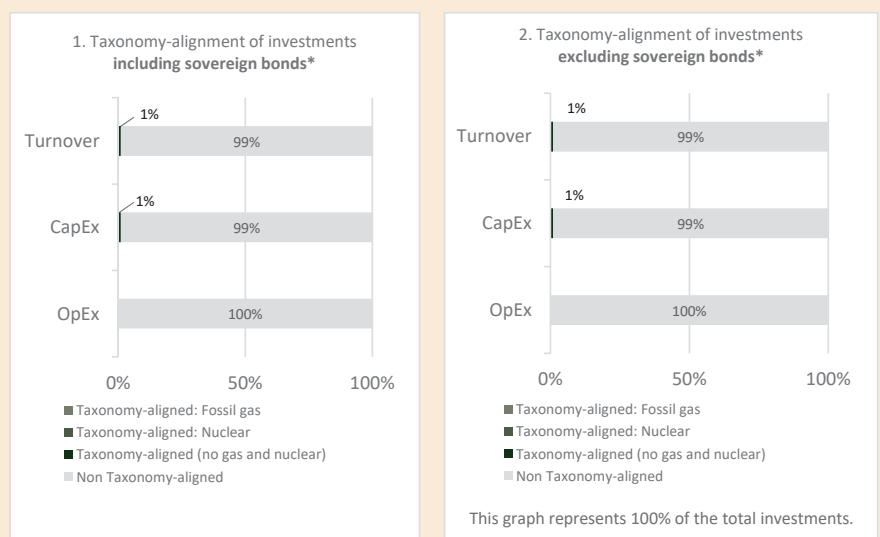 1. Taxonomy-alignment of investments
including sovereign bonds*
1%
Turnover
99%
1%
CapEx
99%
OpEx
100%
0% 50% 100%
Taxonomy-aligned: Fossil gas
Taxonomy-aligned: Nuclear
Taxonomy-aligned (no gas and nuclear)
Non Taxonomy-aligned
2. Taxonomy-alignment of investments
excluding sovereign bonds*
1%
Turnover
99%
1%
CapEx
99%
OpEx
100%
0% 50% 100%
Taxonomy-aligned: Fossil gas
Taxonomy-aligned: Nuclear
Taxonomy-aligned (no gas and nuclear)
Non Taxonomy-aligned
This graph represents 100% of the total investments.